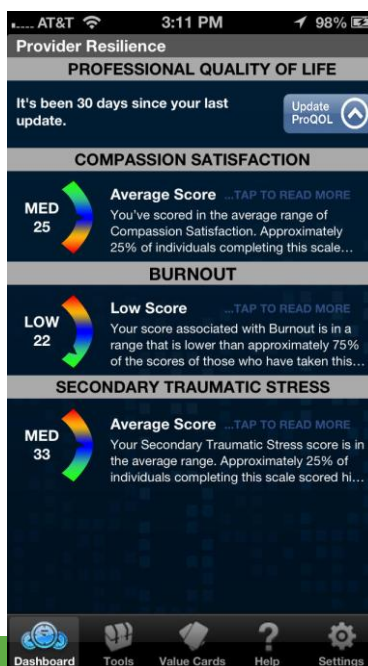 AT&T 3:11 PM 98%
Provider Resilience
PROFESSIONAL QUALITY OF LIFE
It's been 30 days since your last
update.
Update
ProQOL
COMPASSION SATISFACTION
MED
25
Average Score ...TAP TO READ MORE
You've scored in the average range of
Compassion Satisfaction. Approximately
25% of individuals completing this scale...
BURNOUT
LOW
22
Low Score ...TAP TO READ MORE
Your score associated with Burnout is in a
range that is lower than approximately 75%
of the scores of those who have taken this...
SECONDARY TRAUMATIC STRESS
MED
33
Average Score ...TAP TO READ MORE
Your Secondary Traumatic Stress score is in
the average range. Approximately 25% of
individuals completing this scale scored hi...
Dashboard Tools Value Cards Help Settings